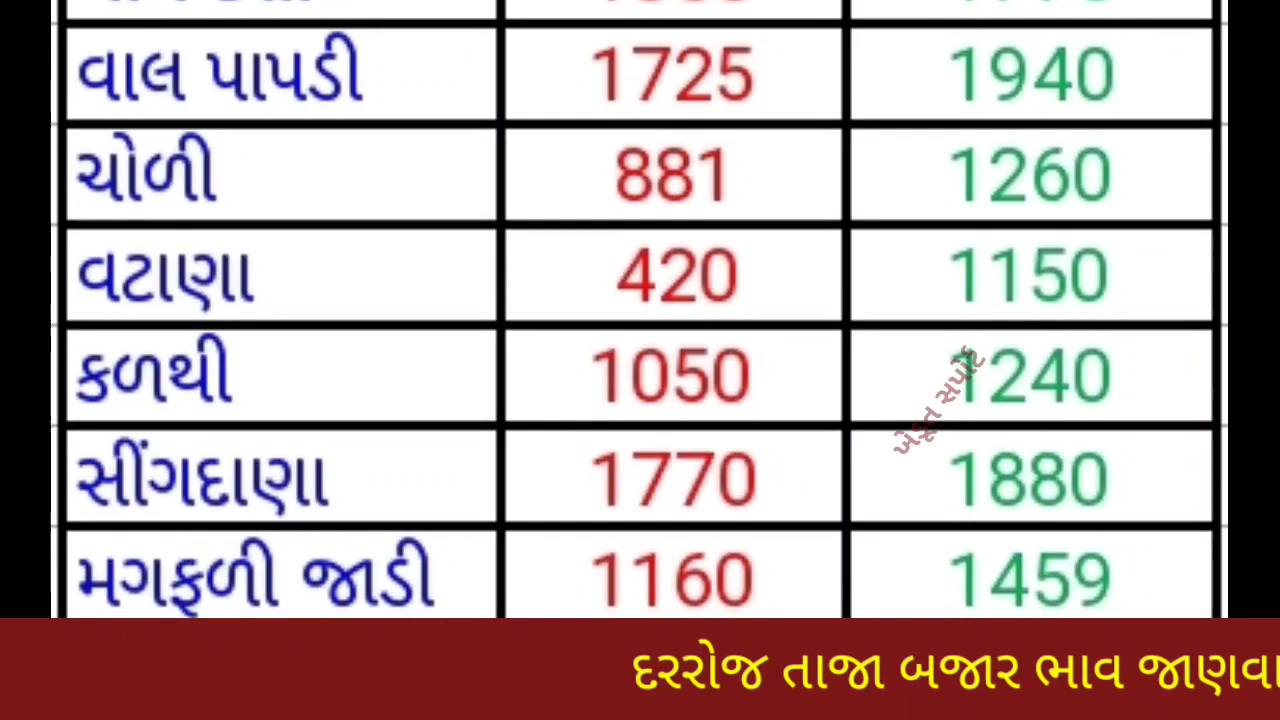 વાલ પાપડી 1725 1940
ચોળી 881 1260
વટાણા 420 1150
કળથી 1050 1240
સીંગદાણા 1770 1880
મગફળી જાડી 1160 1459
ખેડૂત સપોર્ટ
દરરોજ તાજા બજાર ભાવ જાણવા